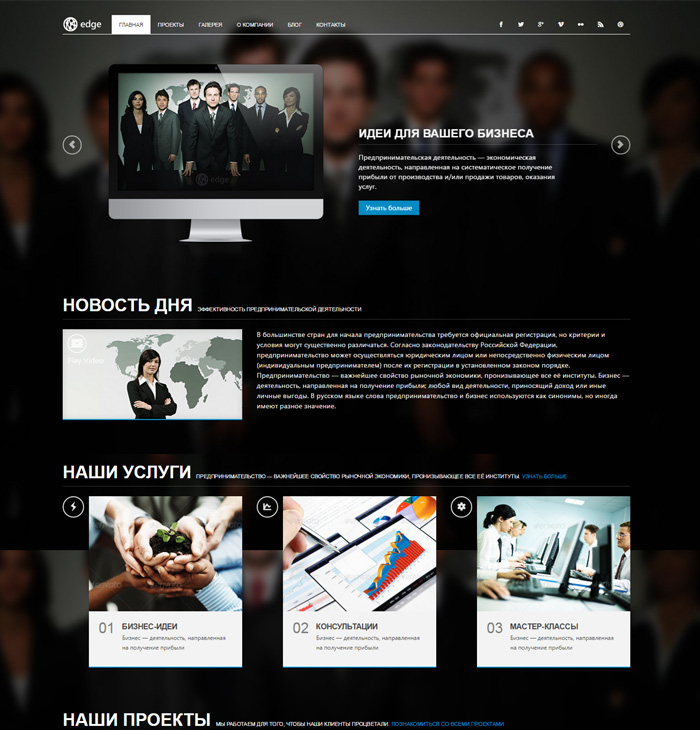 edge
ГЛАВНАЯ ПРОЕКТЫ ГАЛЕРЕЯ О КОМПАНИИ БЛОГ КОНТАКТЫ
edge
ИДЕИ ДЛЯ ВАШЕГО БИЗНЕСА
Предпринимательская деятельность — экономическая
деятельность, направленная на систематическое получение
прибыли от производства и/или продажи товаров, оказания
услуг.
Узнать больше
НОВОСТЬ ДНЯ ЭФФЕКТИВНОСТЬ ПРЕДПРИНИМАТЕЛЬСКОЙ ДЕЯТЕЛЬНОСТИ
Play Video
В большинстве стран для начала предпринимательства требуется официальная регистрация, но критерии и
условия могут существенно различаться. Согласно законодательству Российской Федерации,
предпринимательство может осуществляться юридическим лицом или непосредственно физическим лицом
(индивидуальным предпринимателем) после их регистрации в установленном законом порядке.
Предпринимательство — важнейшее свойство рыночной экономики, пронизывающее все её институты. Бизнес —
деятельность, направленная на получение прибыли; любой вид деятельности, приносящий доход или иные
личные выгоды. В русском языке слова предпринимательство и бизнес используются как синонимы, но иногда
имеют разное значение.
НАШИ УСЛУГИ ПРЕДПРИНИМАТЕЛЬСТВО — ВАЖНЕЙШЕЕ СВОЙСТВО РЫНОЧНОЙ ЭКОНОМИКИ, ПРОНИЗЫВАЮЩЕЕ ВСЕ ЕЁ ИНСТИТУТЫ. УЗНАТЬ БОЛЬШЕ
01 БИЗНЕС-ИДЕИ
Бизнес — деятельность, направленная
на получение прибыли
02 КОНСУЛЬТАЦИИ
Бизнес — деятельность, направленная
на получение прибыли
03 МАСТЕР-КЛАССЫ
Бизнес — деятельность, направленная
на получение прибыли
НАШИ ПРОЕКТЫ МЫ РАБОТАЕМ ДЛЯ ТОГО, ЧТОБЫ НАШИ КЛИЕНТЫ ПРОЦВЕТАЛИ. ПОЗНАКОМИТЬСЯ СО ВСЕМИ ПРОЕКТАМИ